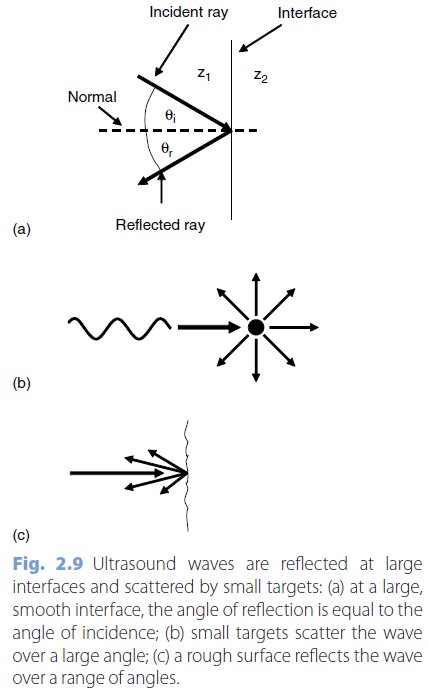 Incident ray
Interface
z1
z2
Normal
θi
θr
Reflected ray
(a)
(b)
(c)
Fig. 2.9 Ultrasound waves are reflected at large
interfaces and scattered by small targets: (a) at a large,
smooth interface, the angle of reflection is equal to the
angle of incidence; (b) small targets scatter the wave
over a large angle; (c) a rough surface reflects the wave
over a range of angles.